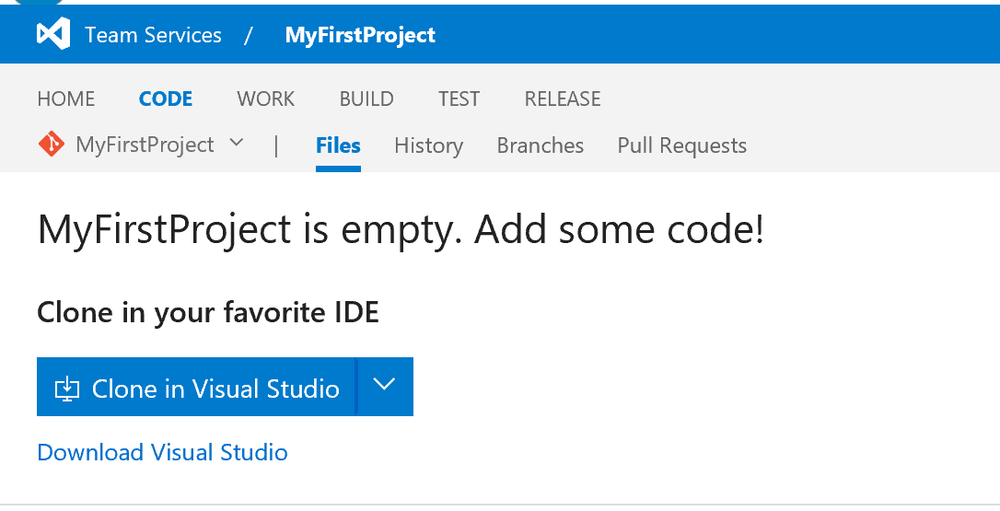 Team Services / MyFirstProject
HOME CODE WORK BUILD TEST RELEASE
MyFirstProject | Files History Branches Pull Requests
MyFirstProject is empty. Add some code!
Clone in your favorite IDE
Clone in Visual Studio
Download Visual Studio